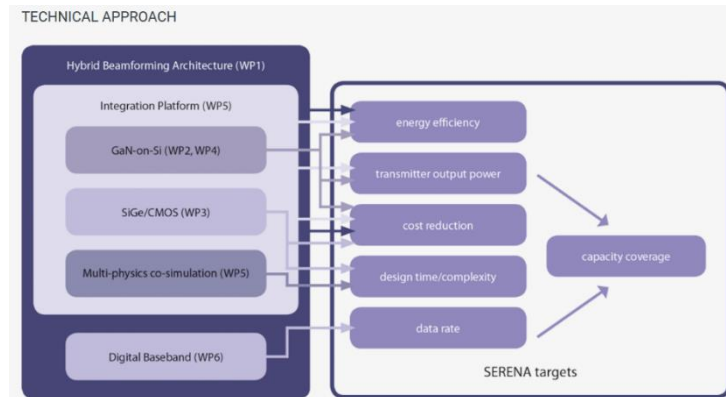 TECHNICAL APPROACH
Hybrid Beamforming Architecture (WP1)
Integration Platform (WP5)
GaN-on-Si (WP2, WP4)
SiGe/CMOS (WP3)
Multi-physics co-simulation (WP5)
Digital Baseband (WP6)
energy efficiency
transmitter output power
cost reduction
design time/complexity
data rate
capacity coverage
SERENA targets